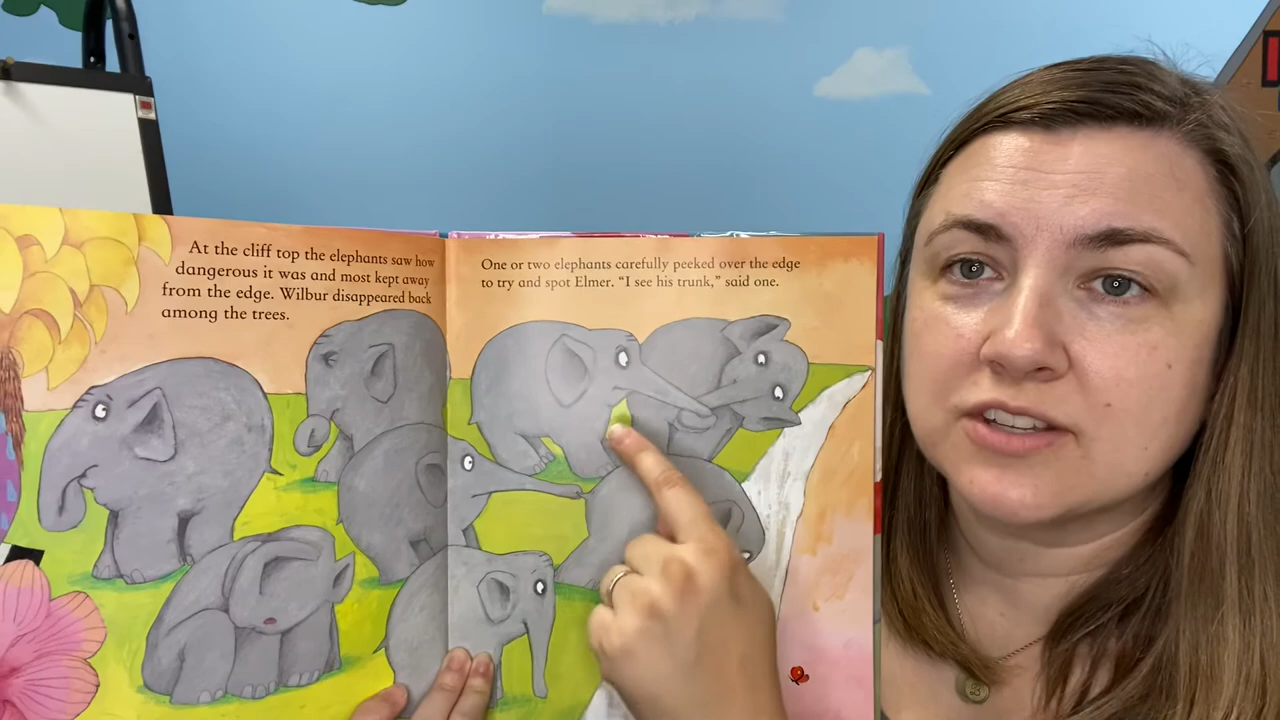 At the cliff top the elephants saw how
dangerous it was and most kept away
from the edge. Wilbur disappeared back
among the trees.
One or two elephants carefully peeked over the edge
to try and spot Elmer. “I see his trunk,” said one.